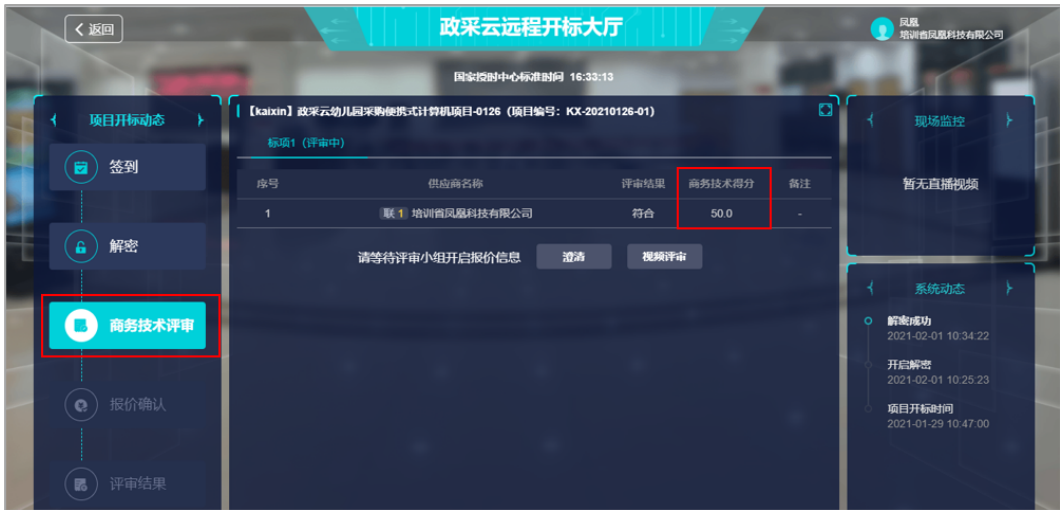 返回
政采云远程开标大厅
凤凰
培训省凤凰科技有限公司
国家授时中心标准时间 16:33:13
项目开标动态
签到
解密
商务技术评审
报价确认
评审结果
【kaixin】政采云幼儿园采购便携式计算机项目-0126（项目编号：KX-20210126-01）
标项1（评审中）
序号 供应商名称 评审结果 商务技术得分 备注
1 联1 培训省凤凰科技有限公司 符合 50.0 -
请等待评审小组开启报价信息 澄清 视频评审
现场监控
暂无直播视频
系统动态
解密成功
2021-02-01 10:34:22
开启解密
2021-02-01 10:25:23
项目开标时间
2021-01-29 10:47:00